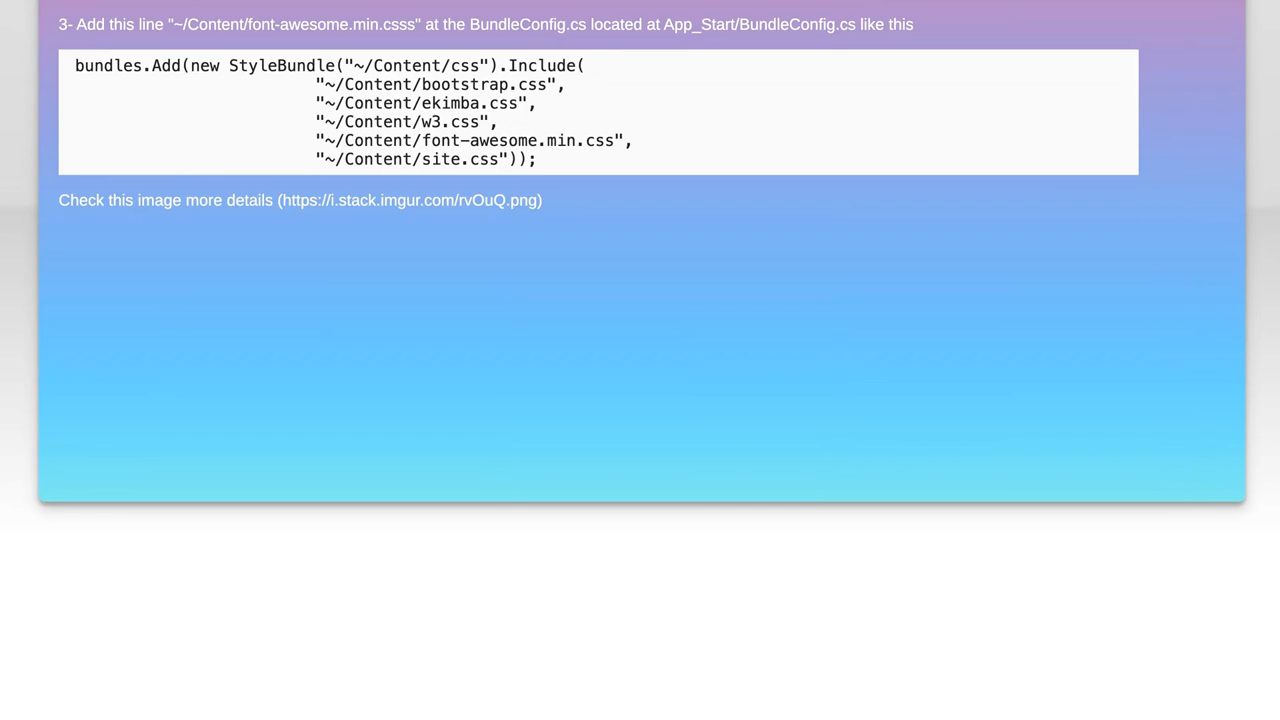 3- Add this line "~/Content/font-awesome.min.csss" at the BundleConfig.cs located at App_Start/BundleConfig.cs like this
bundles.Add(new StyleBundle("~/Content/css").Include(
"~/Content/bootstrap.css",
"~/Content/ekimba.css",
"~/Content/w3.css",
"~/Content/font-awesome.min.css",
"~/Content/site.css"));
Check this image more details (https://i.stack.imgur.com/rvOuQ.png)